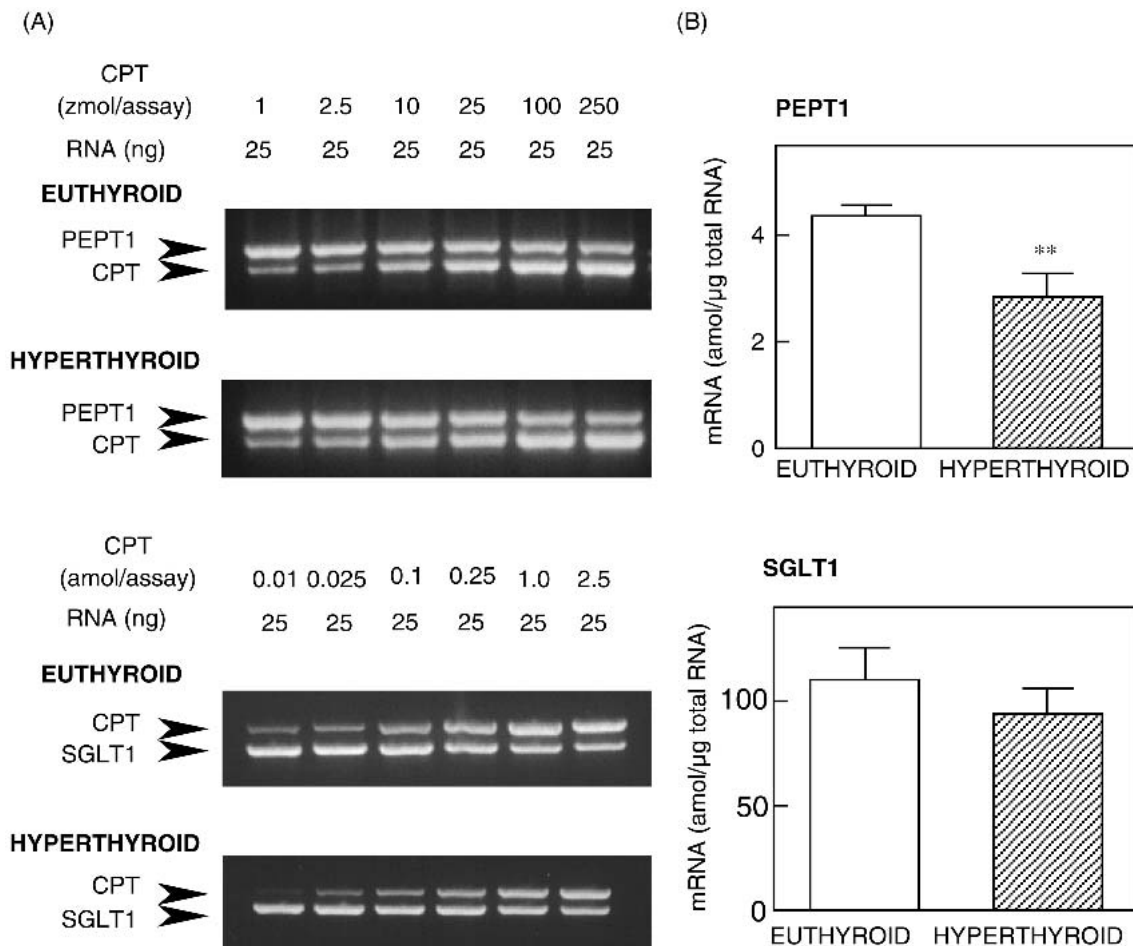 (A)
CPT
(zmol/assay) 1 2.5 10 25 100 250
RNA (ng) 25 25 25 25 25 25
EUTHYROID
PEPT1
CPT
HYPERTHYROID
PEPT1
CPT
CPT
(amol/assay) 0.01 0.025 0.1 0.25 1.0 2.5
RNA (ng) 25 25 25 25 25 25
EUTHYROID
CPT
SGLT1
HYPERTHYROID
CPT
SGLT1
(B)
PEPT1
mRNA (amol/µg total RNA)
4
**
2
0
EUTHYROID HYPERTHYROID
SGLT1
mRNA (amol/µg total RNA)
100
50
0
EUTHYROID HYPERTHYROID